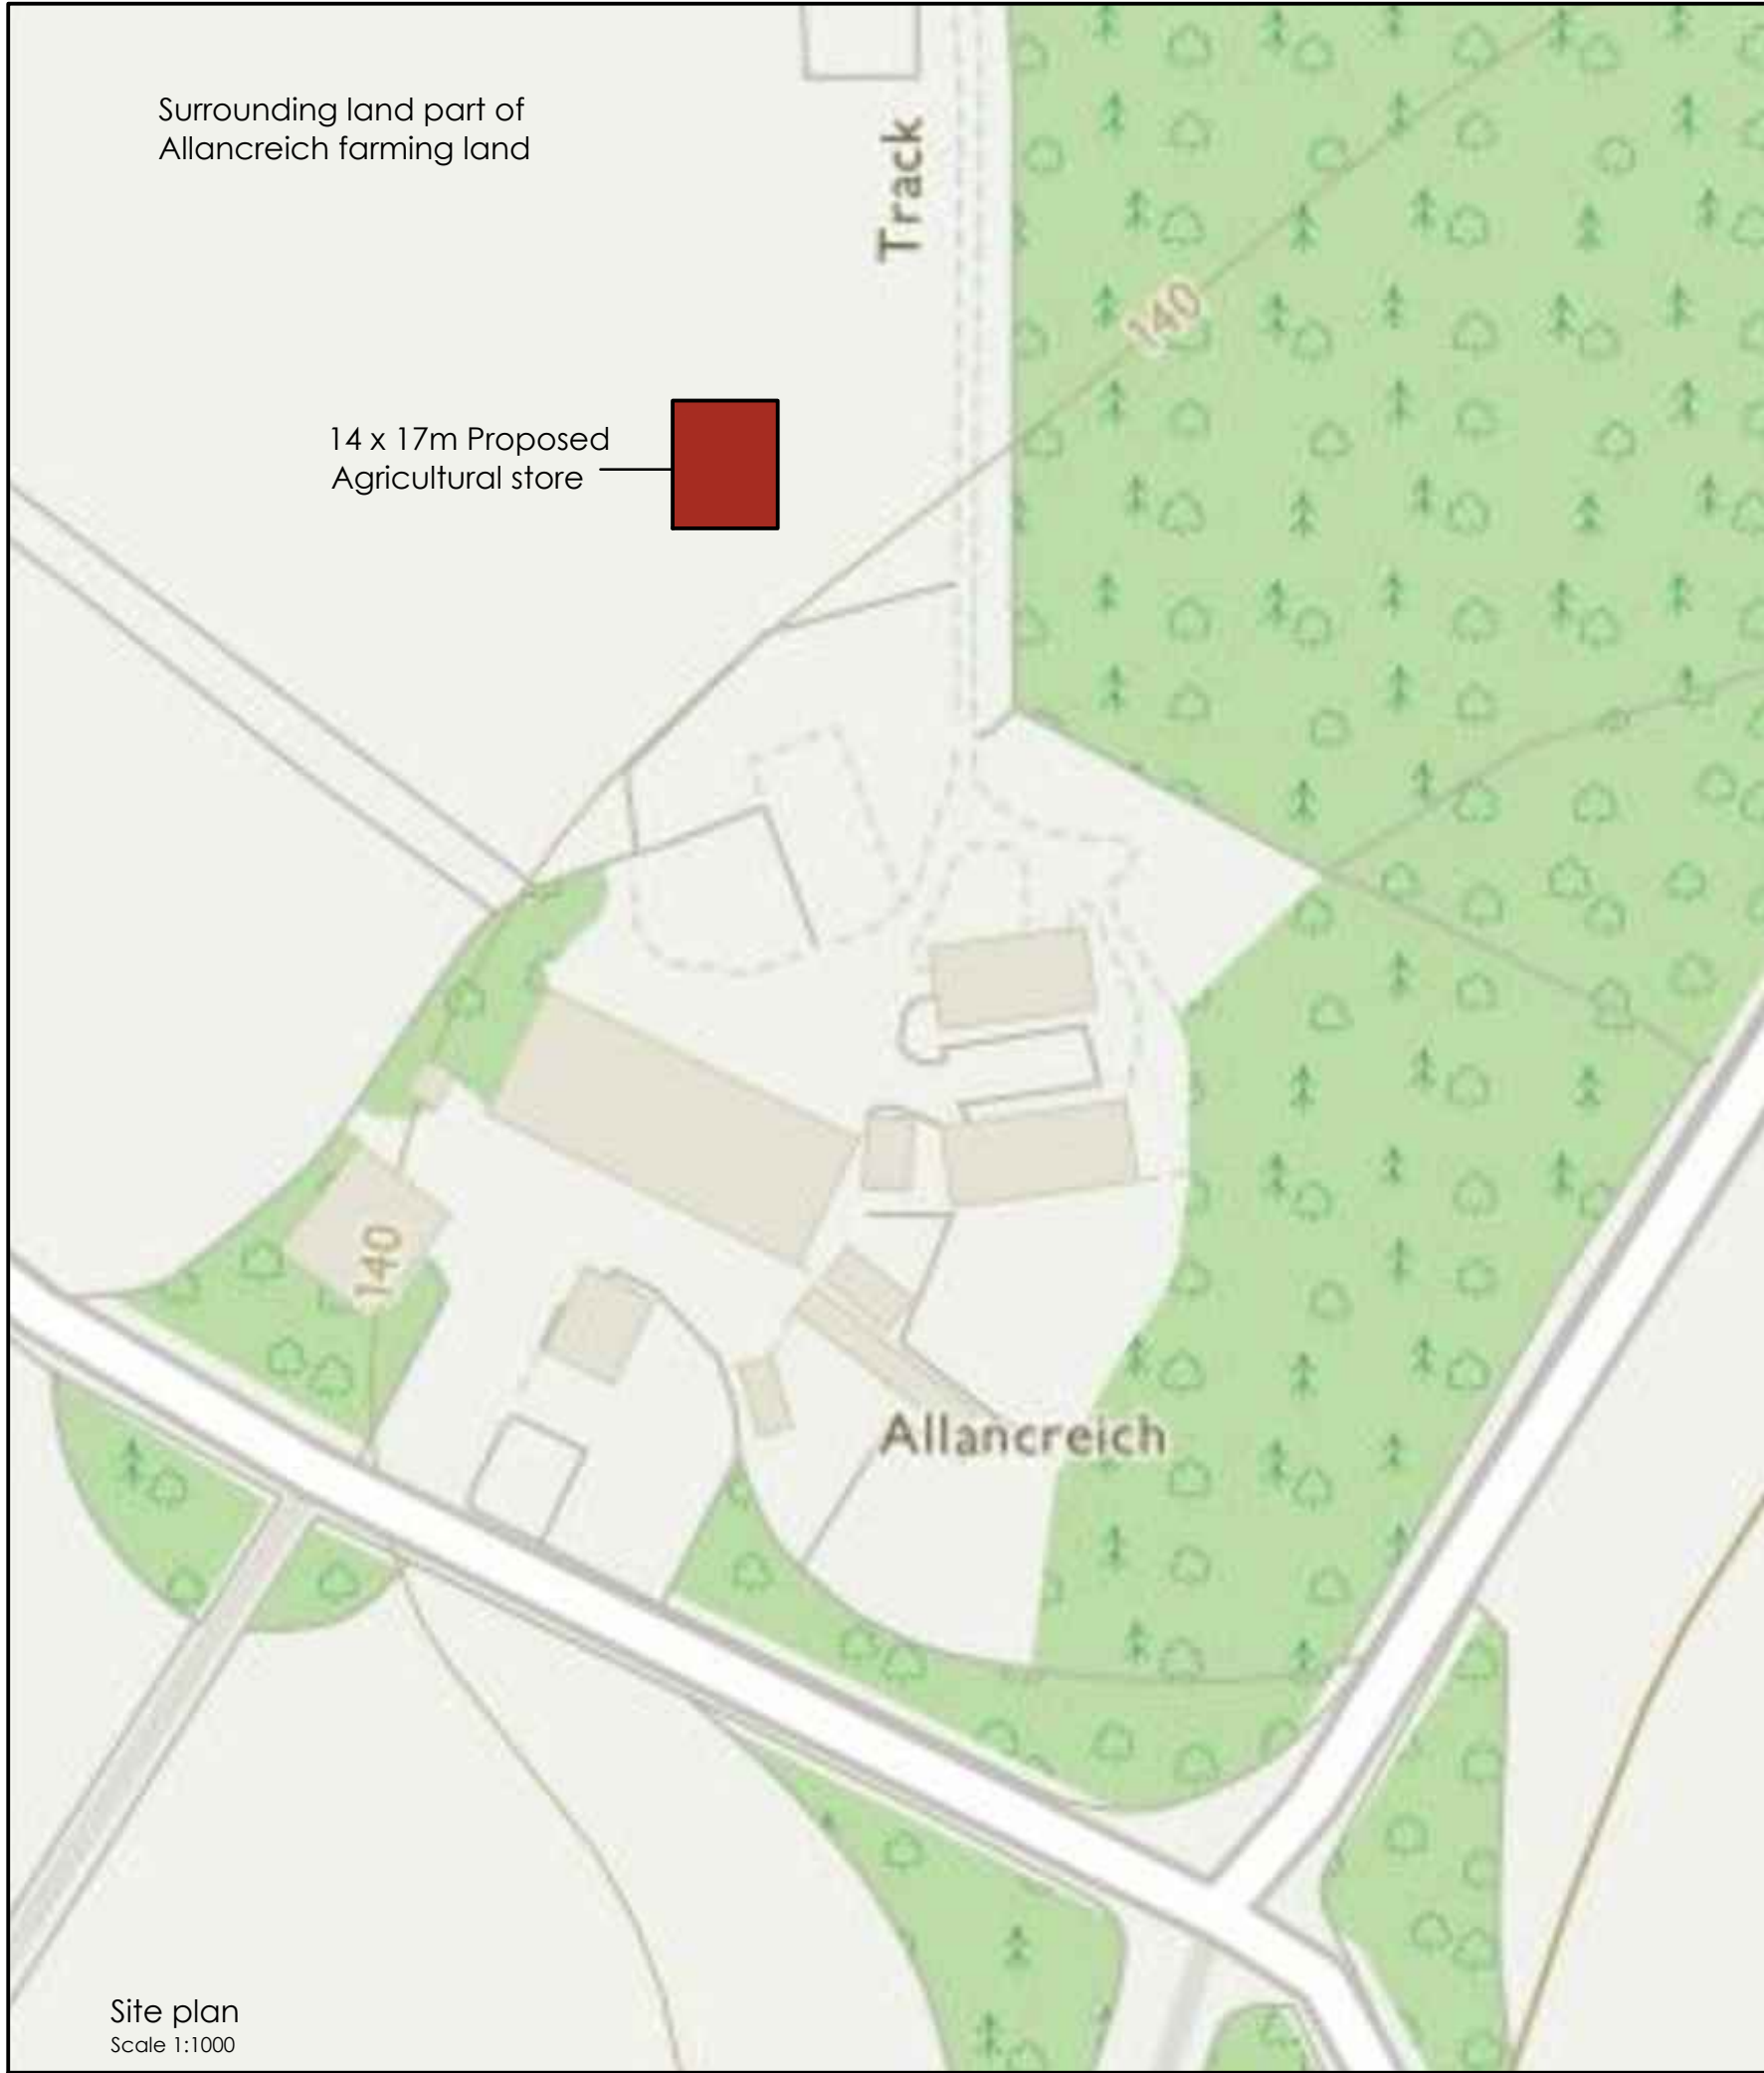 Surrounding land part of
Allancreich farming land
Track
140
14 x 17m Proposed
Agricultural store
140
Allancreich
Site plan
Scale 1:1000